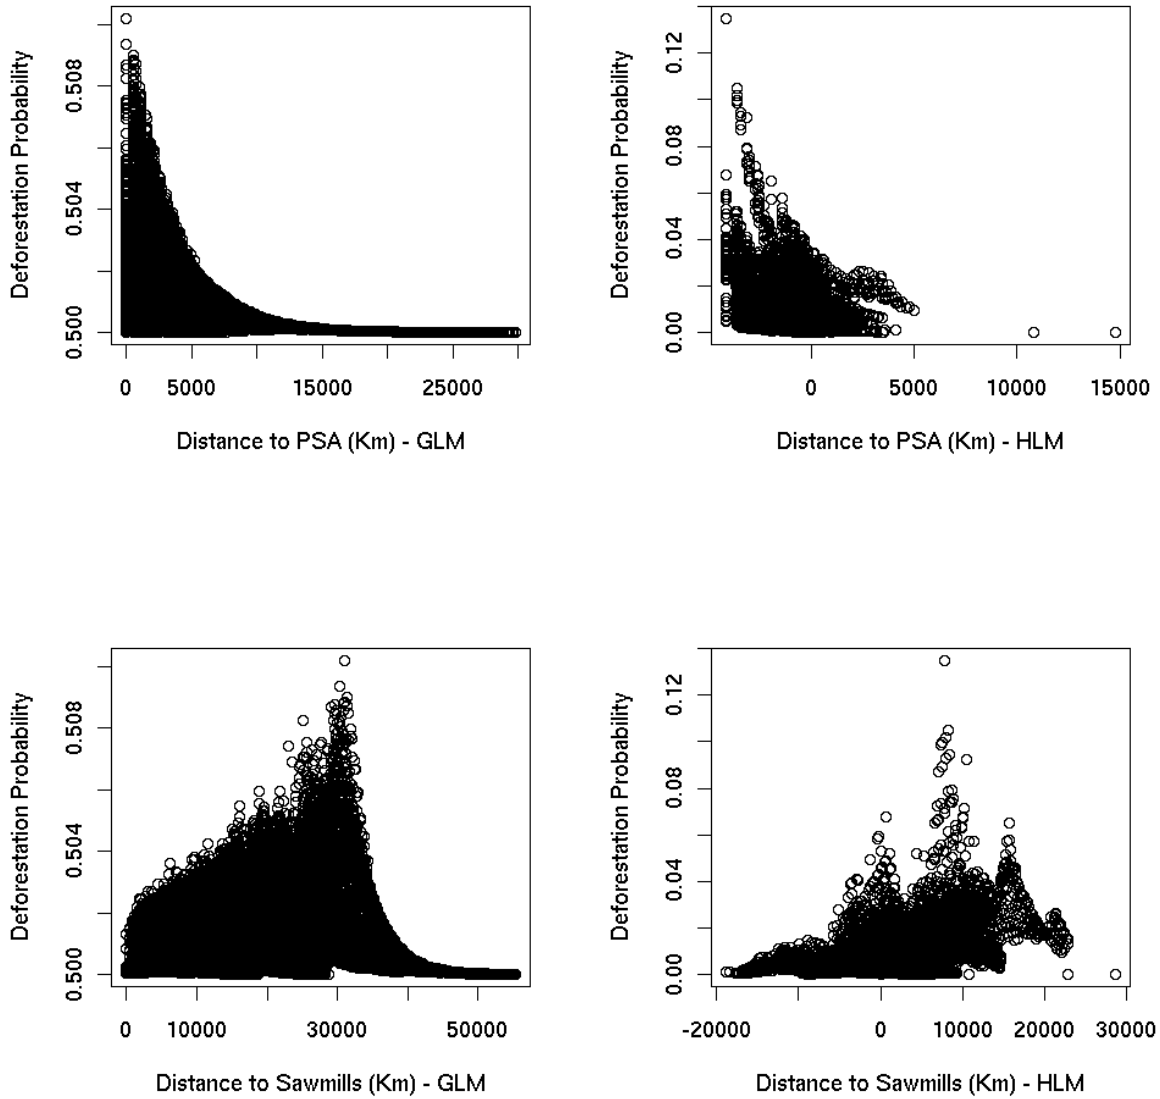 Deforestation Probability
0.500 0.504 0.508
0 5000 15000 25000
Distance to PSA (Km) - GLM
Deforestation Probability
0.00 0.04 0.08 0.12
0 5000 10000 15000
Distance to PSA (Km) - HLM
Deforestation Probability
0.500 0.504 0.508
0 10000 30000 50000
Distance to Sawmills (Km) - GLM
Deforestation Probability
0.00 0.04 0.08 0.12
-20000 0 10000 20000 30000
Distance to Sawmills (Km) - HLM